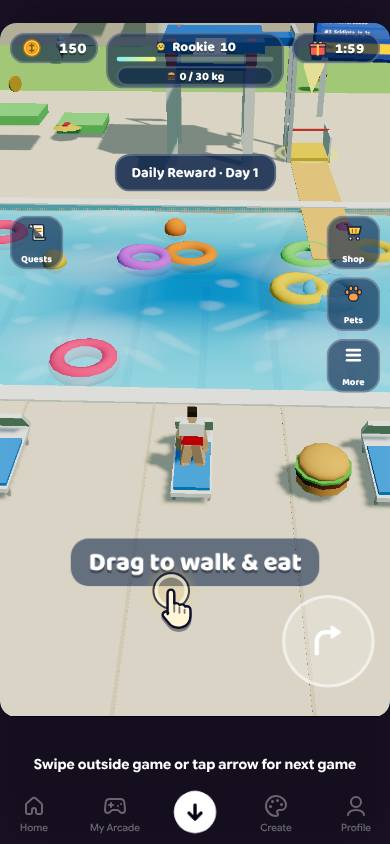 150
Rookie 10
1:59
0 / 30 kg
Daily Reward · Day 1
Quests
Shop
Pets
More
Drag to walk & eat
Swipe outside game or tap arrow for next game
Home
My Arcade
Create
Profile